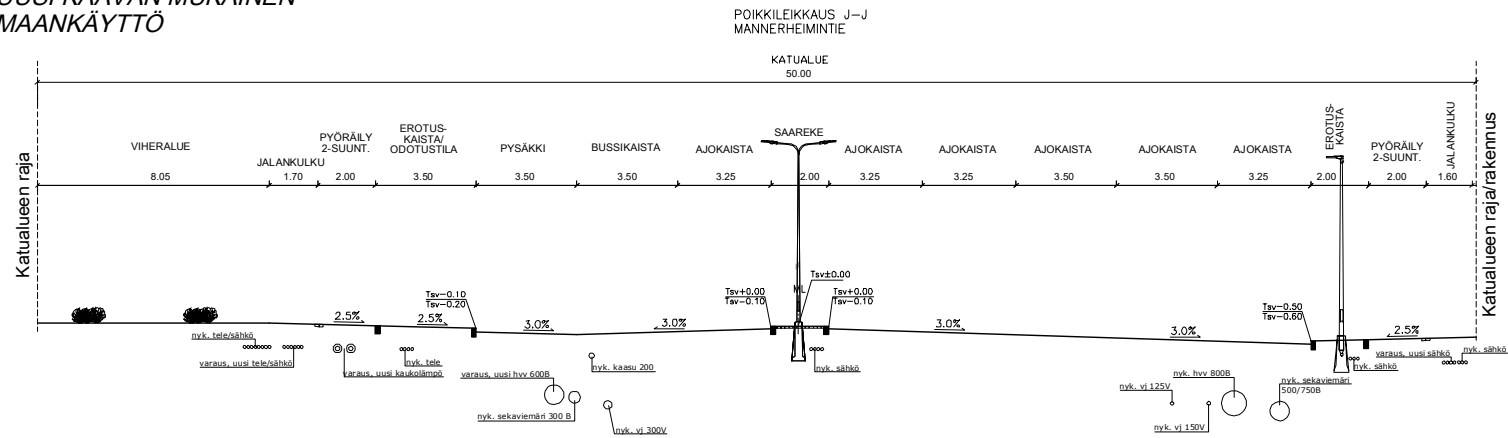 UUSI KAAVAN MUKAINEN
MAANKÄYTTÖ
POIKKILEIKKAUS J-J
MANNERHEIMINTIE
KATUALUE
50.00
Katualueen raja
VIHERALUE
JALANKULKU
PYÖRÄILY
2-SUUNT.
EROTUS-
KAISTA/
ODOTUSTILA
PYSÄKKI
BUSSIKAISTA
AJOKAISTA
SAAREKE
AJOKAISTA
AJOKAISTA
AJOKAISTA
AJOKAISTA
AJOKAISTA
EROTUS-
KAISTA
PYÖRÄILY
2-SUUNT.
JALANKULKU
Katualueen raja/rakennus
8.05
1.70
2.00
3.50
3.50
3.50
3.25
2.00
3.25
3.25
3.50
3.50
3.25
2.00
2.00
1.60
Tsv-0.10
Tsv-0.20
Tsv+0.00
Tsv-0.10
Tsv±0.00
ML
Tsv+0.00
Tsv-0.10
Tsv-0.50
Tsv-0.60
2.5%
2.5%
3.0%
3.0%
3.0%
3.0%
2.5%
nyk. tele/sähkö
varaus, uusi tele/sähkö
varaus, uusi kaukolämpö
nyk. tele
varaus, uusi hvv 600B
nyk. sekaviemäri 300 B
nyk. kaasu 200
nyk. vj 300V
nyk. sähkö
nyk. vj 125V
nyk. hvv 800B
nyk. vj 150V
nyk. sekaviemäri
500/750B
nyk. sähkö
varaus, uusi sähkö
nyk. sähkö